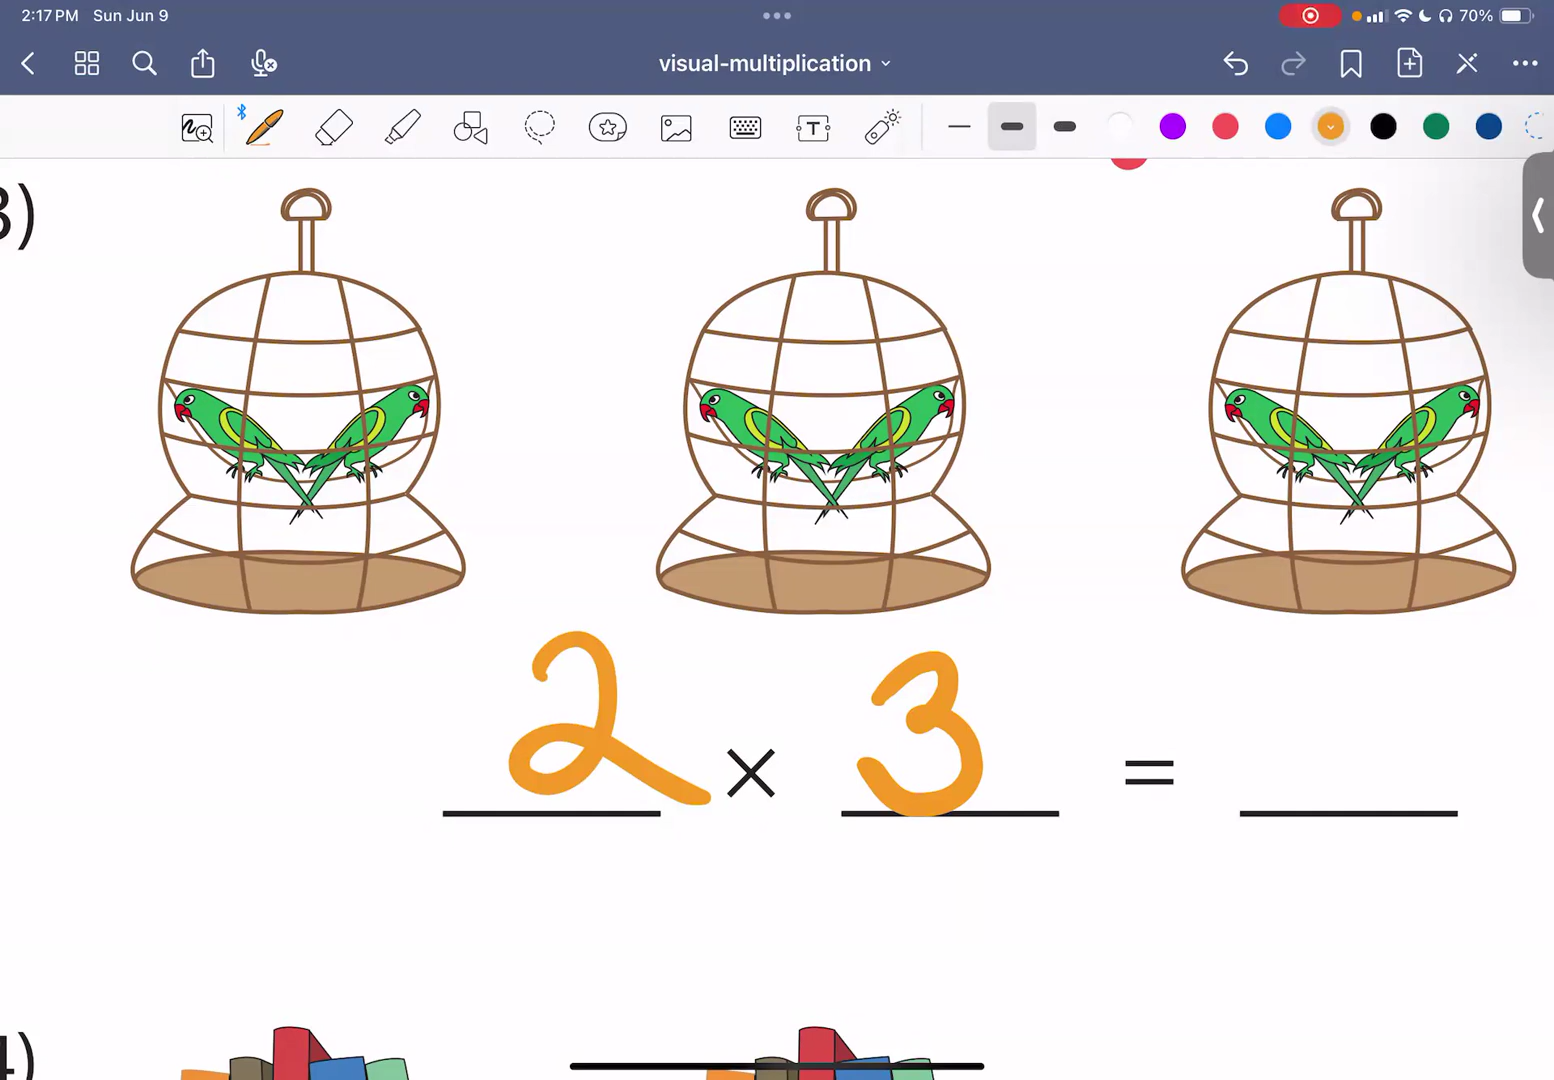 2:17 PM Sun Jun 9 70%
visual-multiplication
T
3)
2 × 3 =
4)